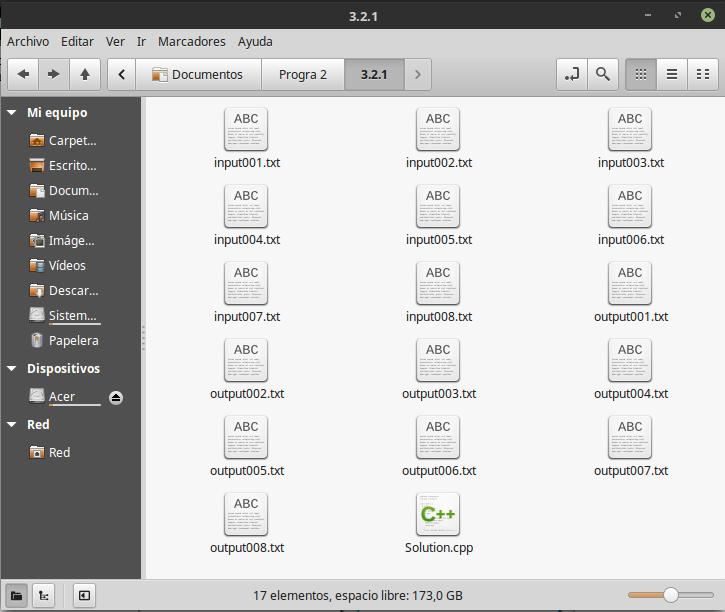 3.2.1
Archivo Editar Ver Ir Marcadores Ayuda
Documentos Progra 2 3.2.1
Mi equipo
Carpet...
Escrito...
Docum...
Música
Imáge...
Vídeos
Descar...
Sistem...
Papelera
Dispositivos
Acer
Red
Red
ABC ABC ABC
input001.txt input002.txt input003.txt
ABC ABC ABC
input004.txt input005.txt input006.txt
ABC ABC ABC
input007.txt input008.txt output001.txt
ABC ABC ABC
output002.txt output003.txt output004.txt
ABC ABC ABC
output005.txt output006.txt output007.txt
ABC C++
output008.txt Solution.cpp
17 elementos, espacio libre: 173,0 GB